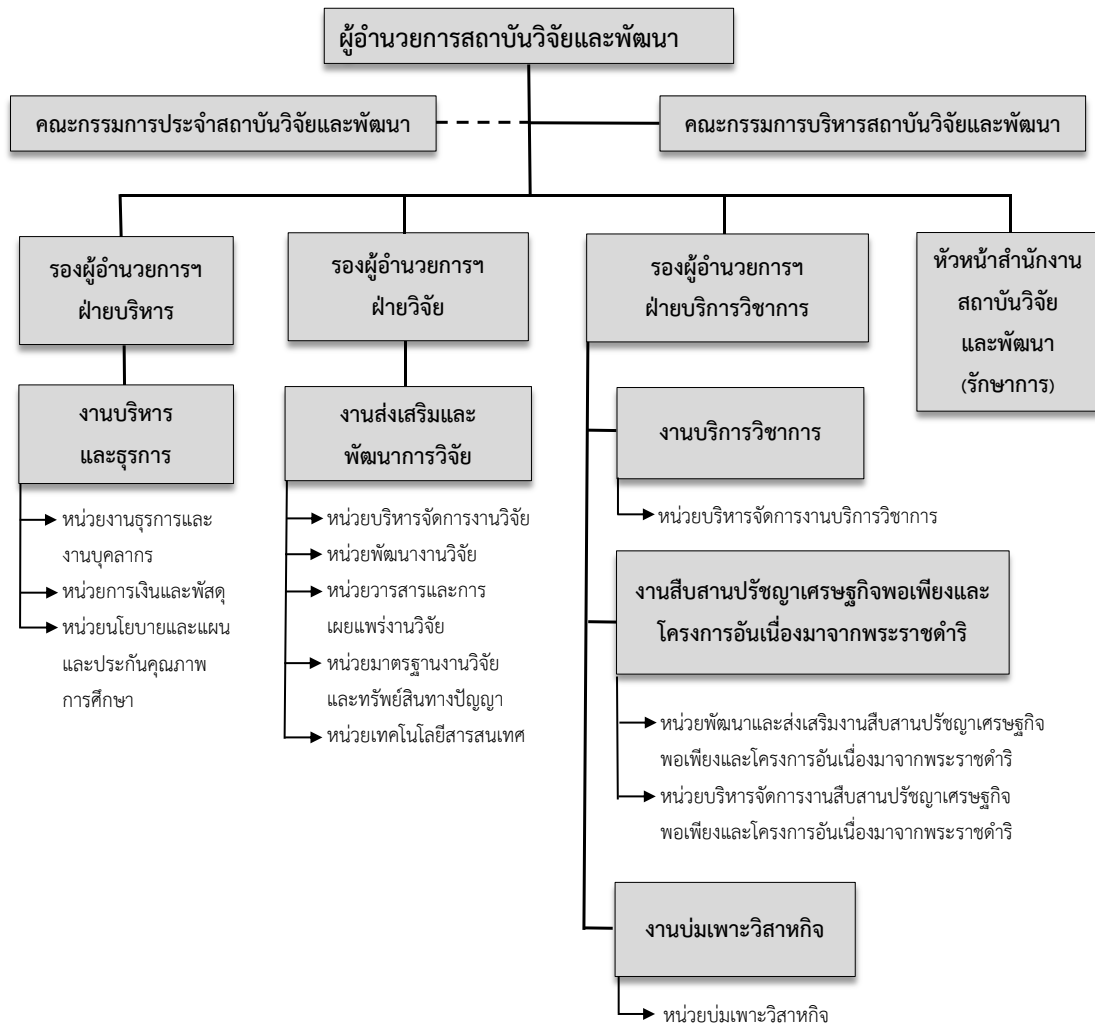 ผู้อำนวยการสถาบันวิจัยและพัฒนา
คณะกรรมการประจำสถาบันวิจัยและพัฒนา
คณะกรรมการบริหารสถาบันวิจัยและพัฒนา
รองผู้อำนวยการฯ
ฝ่ายบริหาร
งานบริหาร
และธุรการ
หน่วยงานธุรการและ
งานบุคลากร
หน่วยการเงินและพัสดุ
หน่วยนโยบายและแผน
และประกันคุณภาพ
การศึกษา
รองผู้อำนวยการฯ
ฝ่ายวิจัย
งานส่งเสริมและ
พัฒนาการวิจัย
หน่วยบริหารจัดการงานวิจัย
หน่วยพัฒนางานวิจัย
หน่วยวารสารและการ
เผยแพร่งานวิจัย
หน่วยมาตรฐานงานวิจัย
และทรัพย์สินทางปัญญา
หน่วยเทคโนโลยีสารสนเทศ
รองผู้อำนวยการฯ
ฝ่ายบริการวิชาการ
งานบริการวิชาการ
หน่วยบริหารจัดการงานบริการวิชาการ
งานสืบสานปรัชญาเศรษฐกิจพอเพียงและ
โครงการอันเนื่องมาจากพระราชดำริ
หน่วยพัฒนาและส่งเสริมงานสืบสานปรัชญาเศรษฐกิจ
พอเพียงและโครงการอันเนื่องมาจากพระราชดำริ
หน่วยบริหารจัดการงานสืบสานปรัชญาเศรษฐกิจ
พอเพียงและโครงการอันเนื่องมาจากพระราชดำริ
งานบ่มเพาะวิสาหกิจ
หน่วยบ่มเพาะวิสาหกิจ
หัวหน้าสำนักงาน
สถาบันวิจัย
และพัฒนา
(รักษาการ)